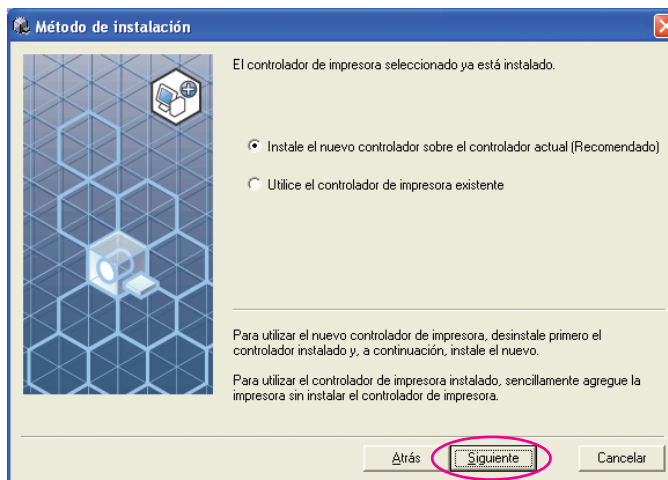 Método de instalación
El controlador de impresora seleccionado ya está instalado.
Instale el nuevo controlador sobre el controlador actual (Recomendado)
Utilice el controlador de impresora existente
Para utilizar el nuevo controlador de impresora, desinstale primero el
controlador instalado y, a continuación, instale el nuevo.
Para utilizar el controlador de impresora instalado, sencillamente agregue la
impresora sin instalar el controlador de impresora.
Atrás Siguiente Cancelar